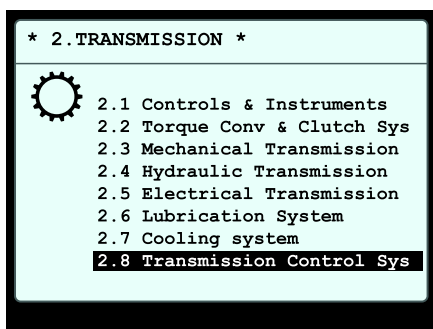 * 2.TRANSMISSION *
2.1 Controls & Instruments
2.2 Torque Conv & Clutch Sys
2.3 Mechanical Transmission
2.4 Hydraulic Transmission
2.5 Electrical Transmission
2.6 Lubrication System
2.7 Cooling system
2.8 Transmission Control Sys